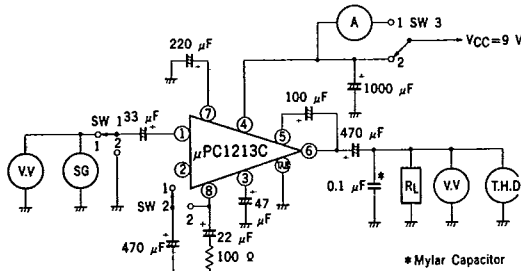 A
1 SW 3
VCC=9 V
2
220 μF
1000 μF
100 μF
470 μF
33 μF
SW 1
1
2
7
4
5
1
μPC1213C
6
2
8
3
V.V
SG
1
SW 2
2
47 μF
22 μF
100 Ω
470 μF
0.1 μF
*
RL
V.V
T.H.D
*Mylar Capacitor